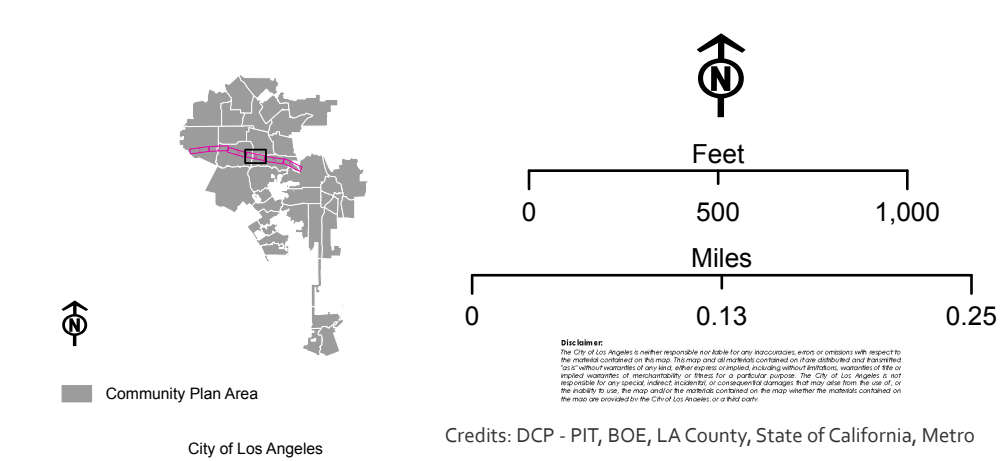 N
Feet
0 500 1,000
Miles
0 0.13 0.25
N
Disclaimer:
The City of Los Angeles is neither responsible nor liable for any inaccuracies, errors or omissions with respect to
the material contained on this map. This map and all materials contained on it are distributed and transmitted
"as is" without warranties of any kind, either express or implied, including without limitations, warranties of title or
implied warranties of merchantability or fitness for a particular purpose. The City of Los Angeles is not
responsible for any special, indirect, incidental, or consequential damages that may arise from the use of, or
the inability to use, the map and/or the materials contained on the map whether the materials contained on
the map are provided by the City of Los Angeles, or a third party.
Community Plan Area
City of Los Angeles
Credits: DCP - PIT, BOE, LA County, State of California, Metro